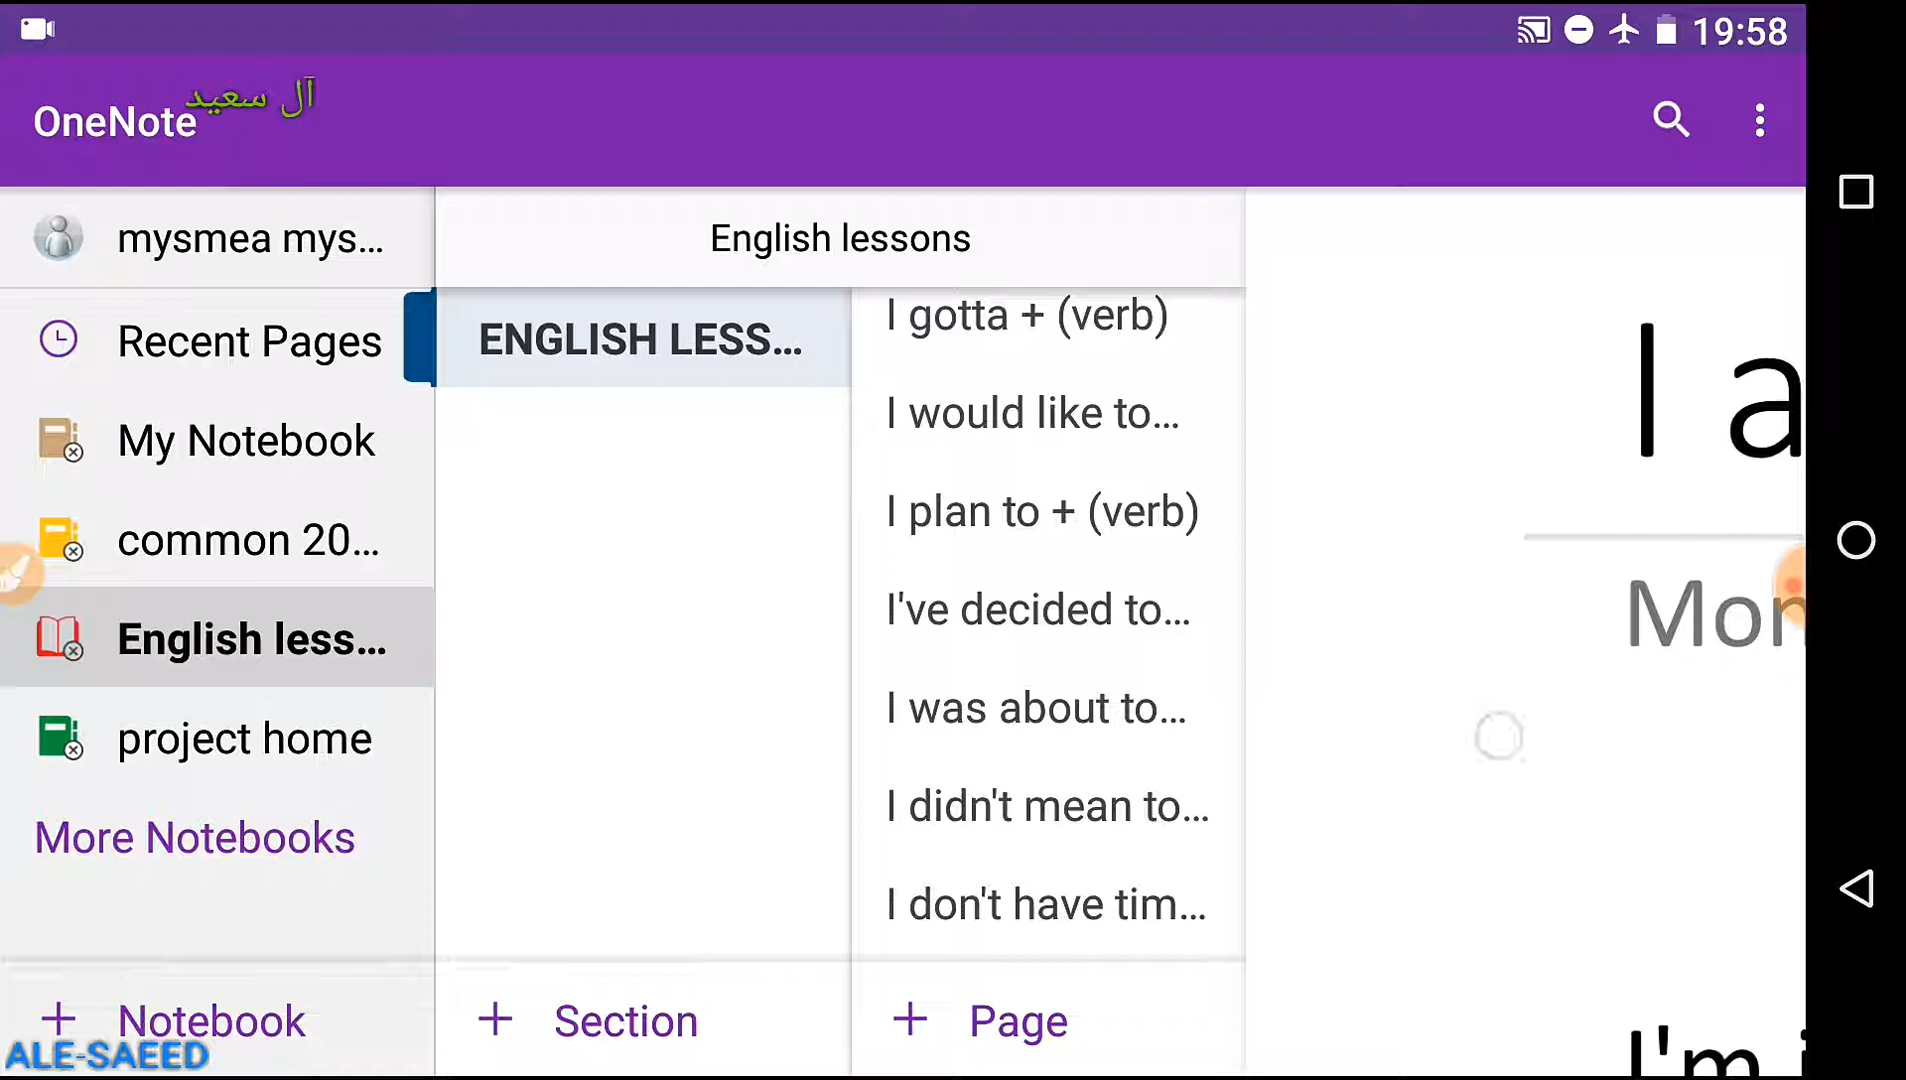 19:58
OneNote
آل سعيد
mysmea mys...
Recent Pages
My Notebook
common 20...
English less...
project home
More Notebooks
+ Notebook
ALE-SAEED
English lessons
ENGLISH LESS...
+ Section
I gotta + (verb)
I would like to...
I plan to + (verb)
I've decided to...
I was about to...
I didn't mean to...
I don't have tim...
+ Page
I a
Mon
I'm i